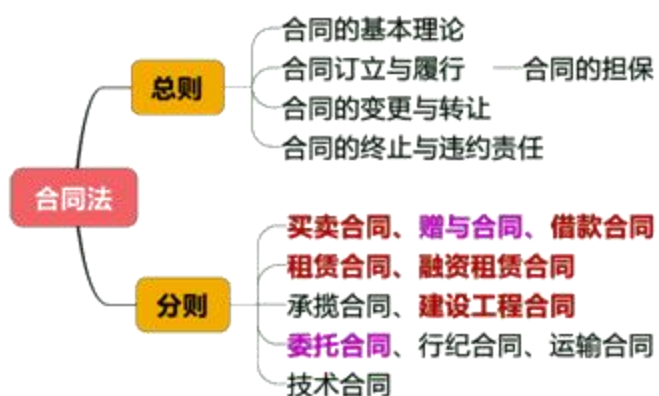 合同法
总则
合同的基本理论
合同订立与履行 合同的担保
合同的变更与转让
合同的终止与违约责任
分则
买卖合同、赠与合同、借款合同
租赁合同、融资租赁合同
承揽合同、建设工程合同
委托合同、行纪合同、运输合同
技术合同